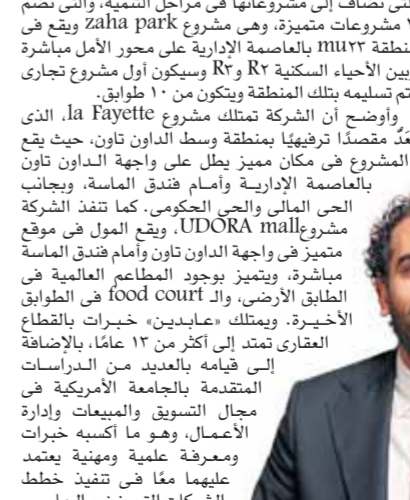 التى تضاف إلى مشروعاتها فى مراحل التنمية، والتى تضم
مشروعات متميزة، وهى مشروع zaha park ويقع فى
منطقة mu٢٣ بالعاصمة الإدارية على محور الأمل مباشرة
وبين الأحياء السكنية R٢ وR٣ وسيكون أول مشروع تجارى
يتم تسليمه بتلك المنطقة ويتكون من ١٠ طوابق.
وأوضح أن الشركة تمتلك مشروع la Fayette، الذى
يعَدّ مقصدًا ترفيهيًا بمنطقة وسط الداون تاون، حيث يقع
المشروع فى مكان مميز يطل على واجهة الداون تاون
بالعاصمة الإدارية وأمام فندق الماسة، وبجانب
الحى المالى والحى الحكومى. كما تنفذ الشركة
مشروعUDORA mall، ويقع المول فى موقع
متميز فى واجهة الداون تاون وأمام فندق الماسة
مباشرة، ويتميز بوجود المطاعم العالمية فى
الطابق الأرضى، والـ food court فى الطوابق
الأخيرة. ويمتلك «عابدين» خبرات بالقطاع
العقارى تمتد إلى أكثر من ١٣ عامًا، بالإضافة
إلى قيامه بالعديد من الدراسات
المتقدمة بالجامعة الأمريكية فى
مجال التسويق والمبيعات وإدارة
الأعمال، وهو ما أكسبه خبرات
ومعرفة علمية ومهنية يعتمد
عليهما معًا فى تنفيذ خطط